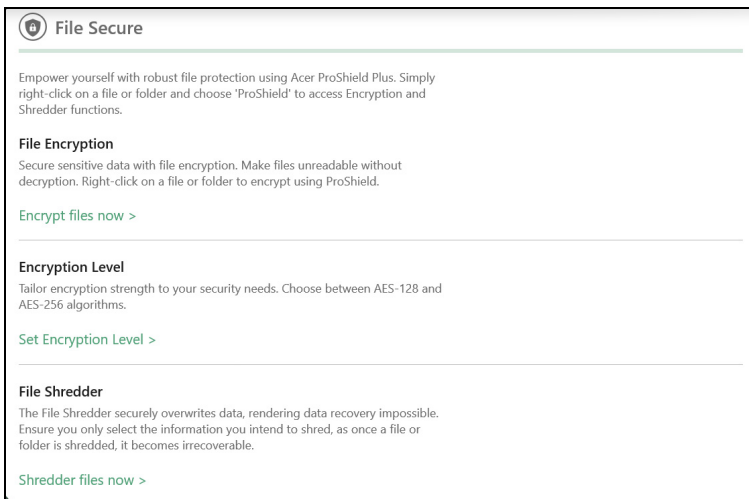 File Secure
Empower yourself with robust file protection using Acer ProShield Plus. Simply
right-click on a file or folder and choose 'ProShield' to access Encryption and
Shredder functions.
File Encryption
Secure sensitive data with file encryption. Make files unreadable without
decryption. Right-click on a file or folder to encrypt using ProShield.
Encrypt files now >
Encryption Level
Tailor encryption strength to your security needs. Choose between AES-128 and
AES-256 algorithms.
Set Encryption Level >
File Shredder
The File Shredder securely overwrites data, rendering data recovery impossible.
Ensure you only select the information you intend to shred, as once a file or
folder is shredded, it becomes irrecoverable.
Shredder files now >